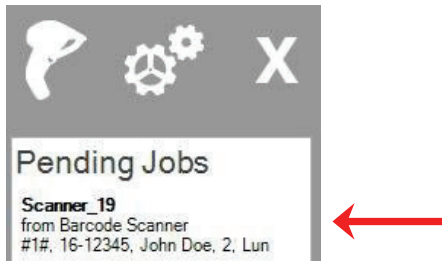 X
Pending Jobs
Scanner_19
from Barcode Scanner
#1#, 16-12345, John Doe, 2, Lun